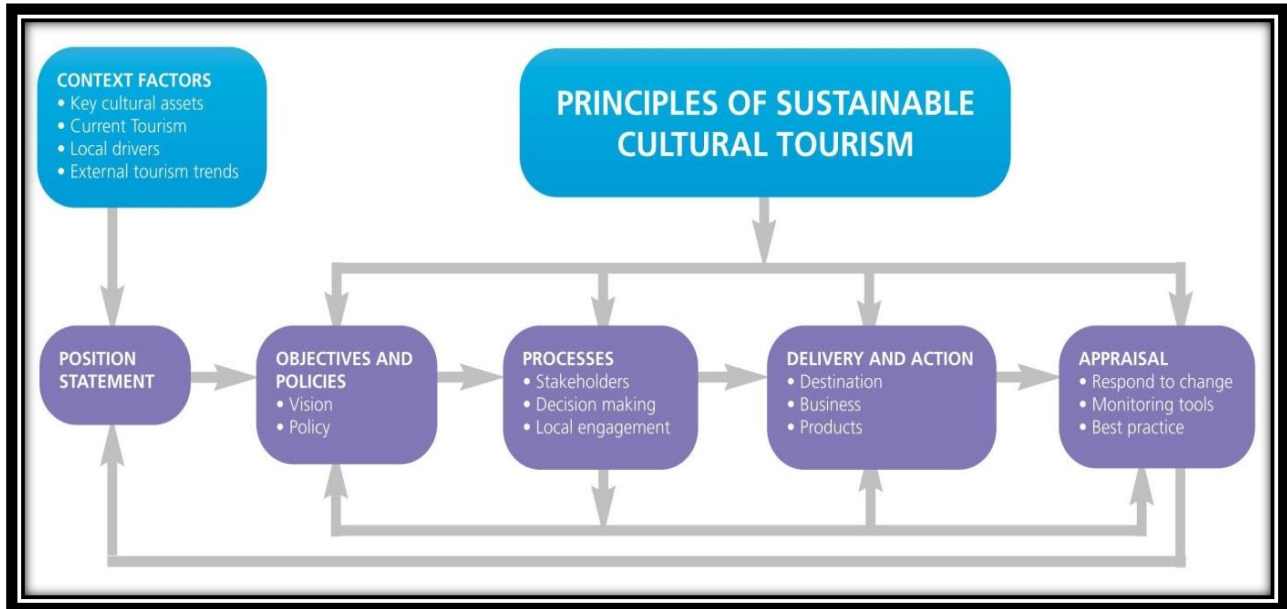 CONTEXT FACTORS
• Key cultural assets
• Current Tourism
• Local drivers
• External tourism trends
PRINCIPLES OF SUSTAINABLE
CULTURAL TOURISM
POSITION
STATEMENT
OBJECTIVES AND
POLICIES
• Vision
• Policy
PROCESSES
• Stakeholders
• Decision making
• Local engagement
DELIVERY AND ACTION
• Destination
• Business
• Products
APPRAISAL
• Respond to change
• Monitoring tools
• Best practice